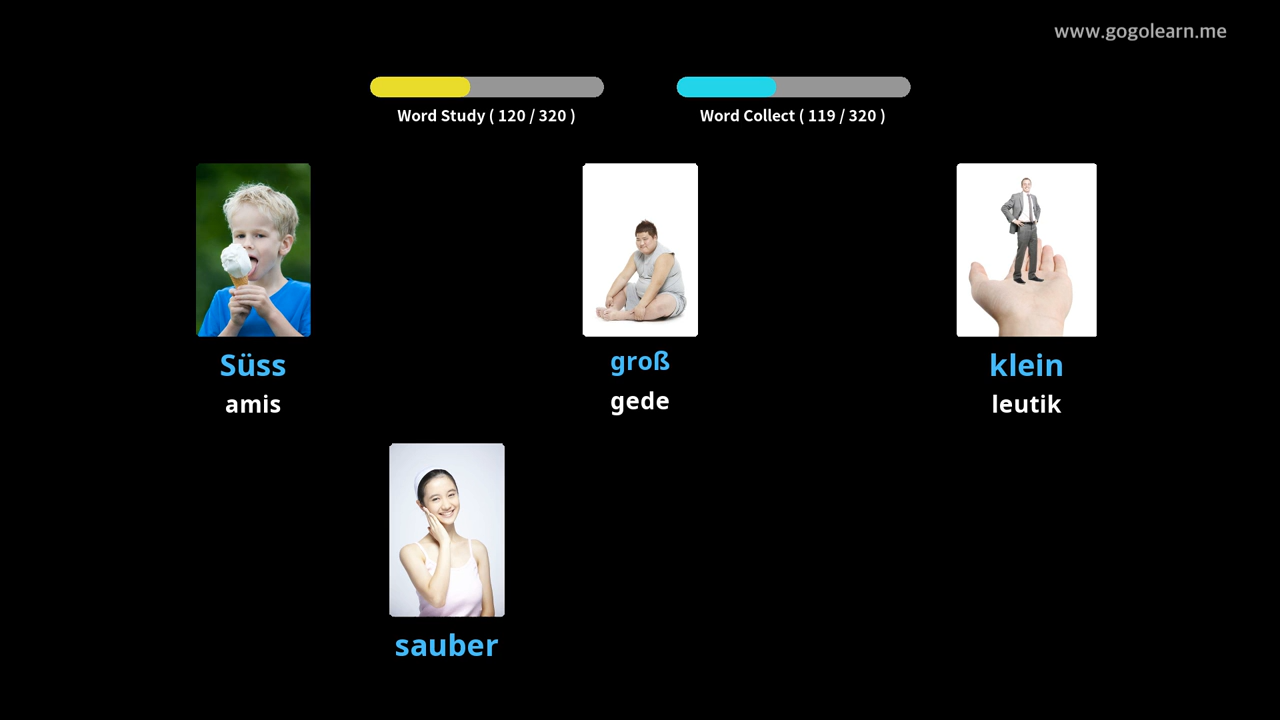 www.gogolearn.me
Word Study ( 120 / 320 )
Word Collect ( 119 / 320 )
Süss
groß
klein
amis
gede
leutik
sauber